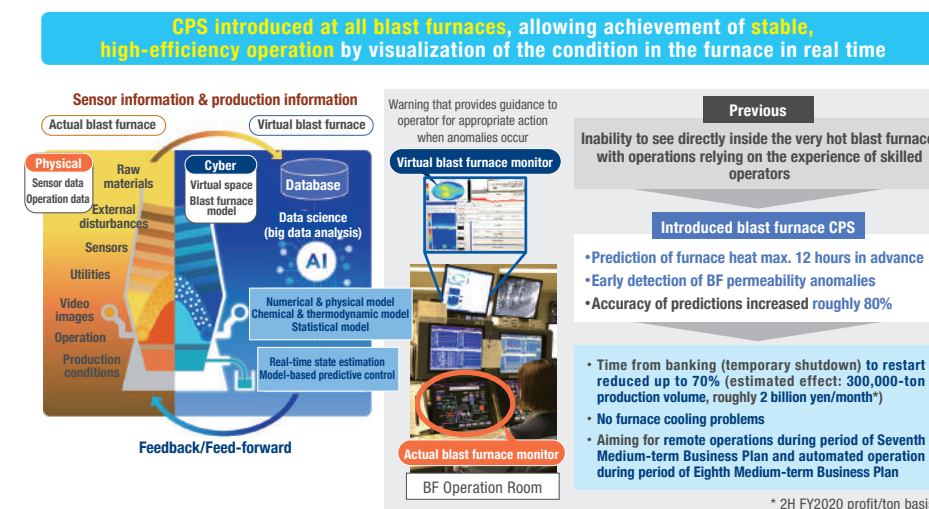 CPS introduced at all blast furnaces, allowing achievement of stable,
high-efficiency operation by visualization of the condition in the furnace in real time
Sensor information & production information
Actual blast furnace
Virtual blast furnace
Physical
Sensor data
Operation data
Raw
materials
External
disturbances
Sensors
Utilities
Video
images
Operation
Production
conditions
Cyber
Virtual space
Blast furnace
model
Database
Data science
(big data analysis)
AI
Numerical & physical model
Chemical & thermodynamic model
Statistical model
Real-time state estimation
Model-based predictive control
Feedback/Feed-forward
Warning that provides guidance to
operator for appropriate action
when anomalies occur
Virtual blast furnace monitor
Actual blast furnace monitor
BF Operation Room
Previous
Inability to see directly inside the very hot blast furnace
with operations relying on the experience of skilled
operators
Introduced blast furnace CPS
•Prediction of furnace heat max. 12 hours in advance
•Early detection of BF permeability anomalies
•Accuracy of predictions increased roughly 80%
• Time from banking (temporary shutdown) to restart
reduced up to 70% (estimated effect: 300,000-ton
production volume, roughly 2 billion yen/month*)
• No furnace cooling problems
• Aiming for remote operations during period of Seventh
Medium-term Business Plan and automated operation
during period of Eighth Medium-term Business Plan
* 2H FY2020 profit/ton basis